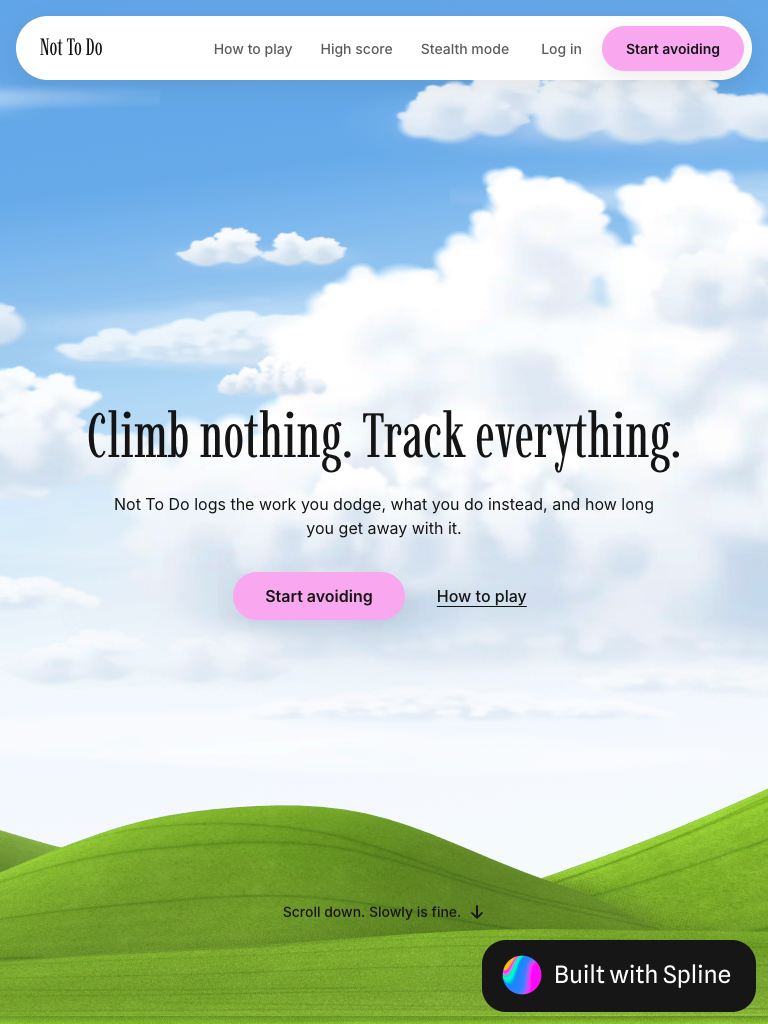 Not To Do
How to play
High score
Stealth mode
Log in
Start avoiding
Climb nothing. Track everything.
Not To Do logs the work you dodge, what you do instead, and how long
you get away with it.
Start avoiding
How to play
Scroll down. Slowly is fine.
Built with Spline